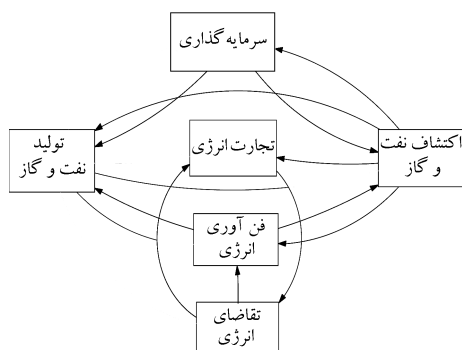 سرمایه گذاری
اکتشاف نفت
و گاز
تجارت انرژی
تولید
نفت و گاز
فن آوری
انرژی
تقاضای
انرژی